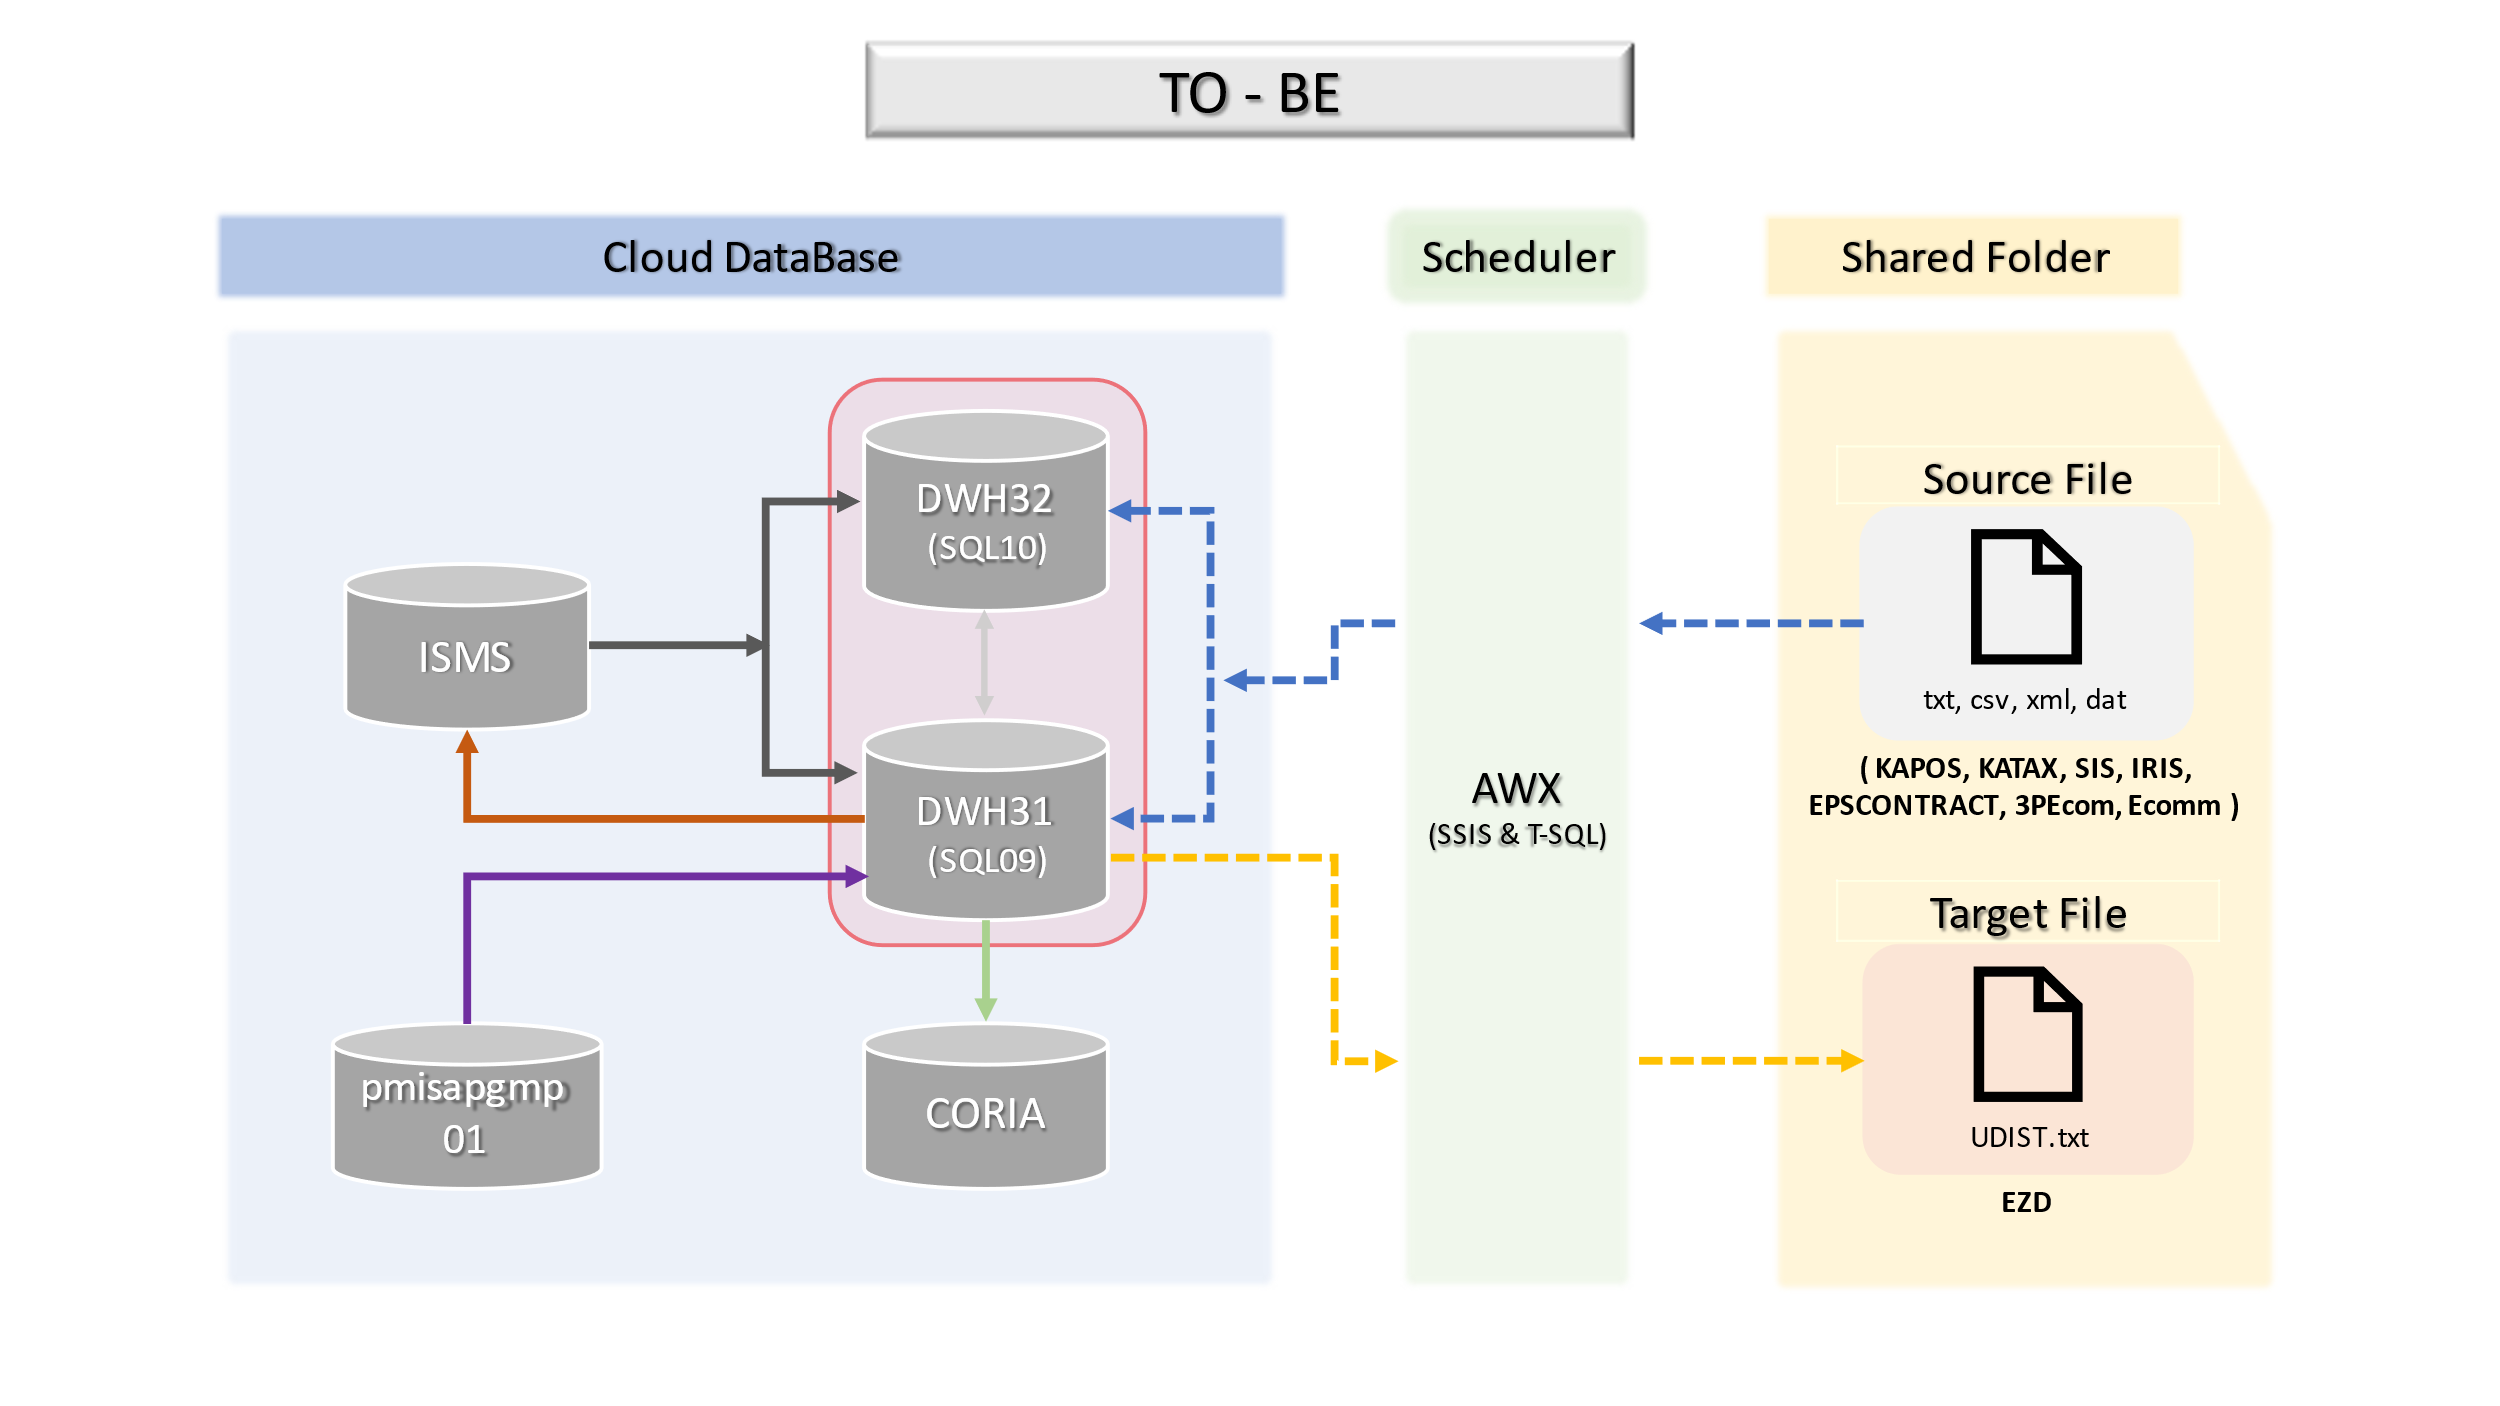 TO - BE
Cloud DataBase
Scheduler
Shared Folder
DWH32
(SQL10)
ISMS
DWH31
(SQL09)
pmisapgmp
01
CORIA
AWX
(SSIS & T-SQL)
Source File
txt, csv, xml, dat
( KAPOS, KATAX, SIS, IRIS,
EPSCONTRACT, 3PEcom, Ecomm )
Target File
UDIST.txt
EZD